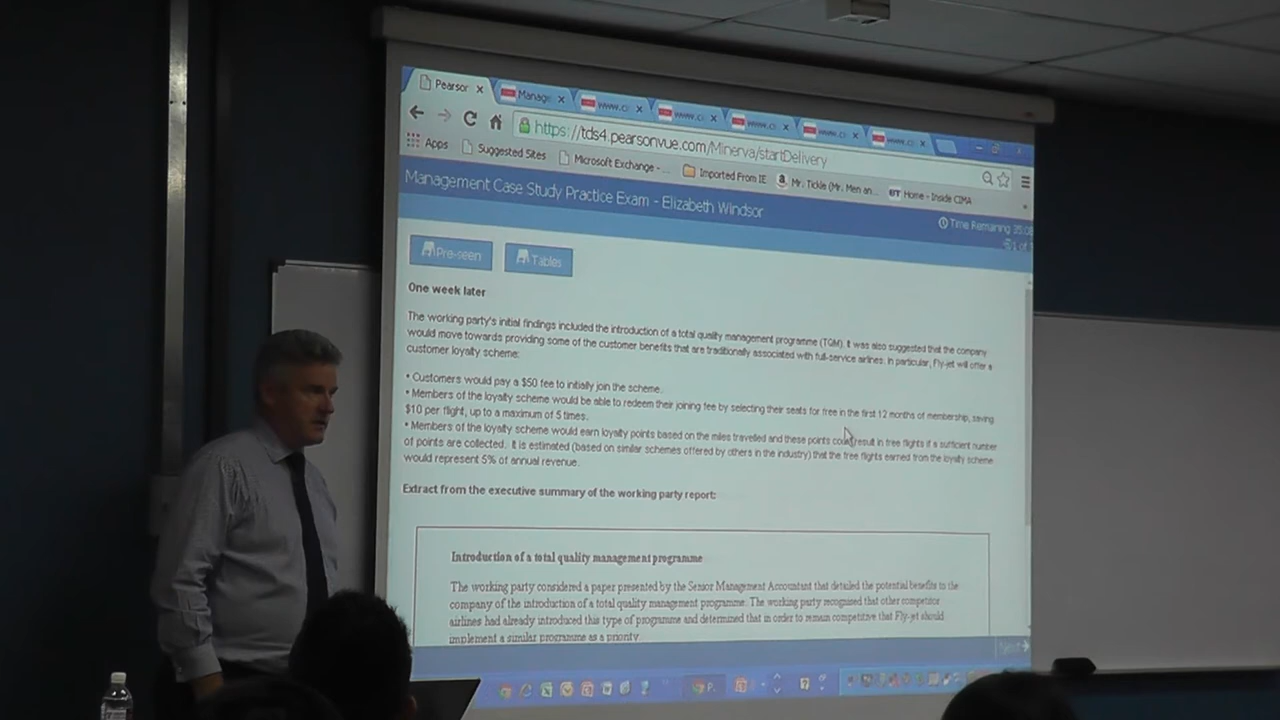 Pearsor
Manage
www.ci
www.ci
www.ci
www.ci
www.ci
https://tds4.pearsonvue.com/Minerva/startDelivery
Apps Suggested Sites Microsoft Exchange - ... Imported From IE Mr. Tickle (Mr. Men an... Home - Inside CIMA
Management Case Study Practice Exam - Elizabeth Windsor
Time Remaining
Pre-seen Tables
One week later
The working party's initial findings included the introduction of a total quality management programme (TQM). It was also suggested that the company
would move towards providing some of the customer benefits that are traditionally associated with full-service airlines. In particular, Fly-jet will offer a
customer loyalty scheme:
• Customers would pay a $50 fee to initially join the scheme.
• Members of the loyalty scheme would be able to redeem their joining fee by selecting their seats for free in the first 12 months of membership, saving
$10 per flight, up to a maximum of 5 times.
• Members of the loyalty scheme would earn loyalty points based on the miles travelled and these points could result in free flights if a sufficient number
of points are collected. It is estimated (based on similar schemes offered by others in the industry) that the free flights earned from the loyalty scheme
would represent 5% of annual revenue.
Extract from the executive summary of the working party report:
Introduction of a total quality management programme
The working party considered a paper presented by the Senior Management Accountant that detailed the potential benefits to the
company of the introduction of a total quality management programme. The working party recognised that other competitor
airlines had already introduced this type of programme and determined that in order to remain competitive that Fly-jet should
implement a similar programme as a priority.
Next